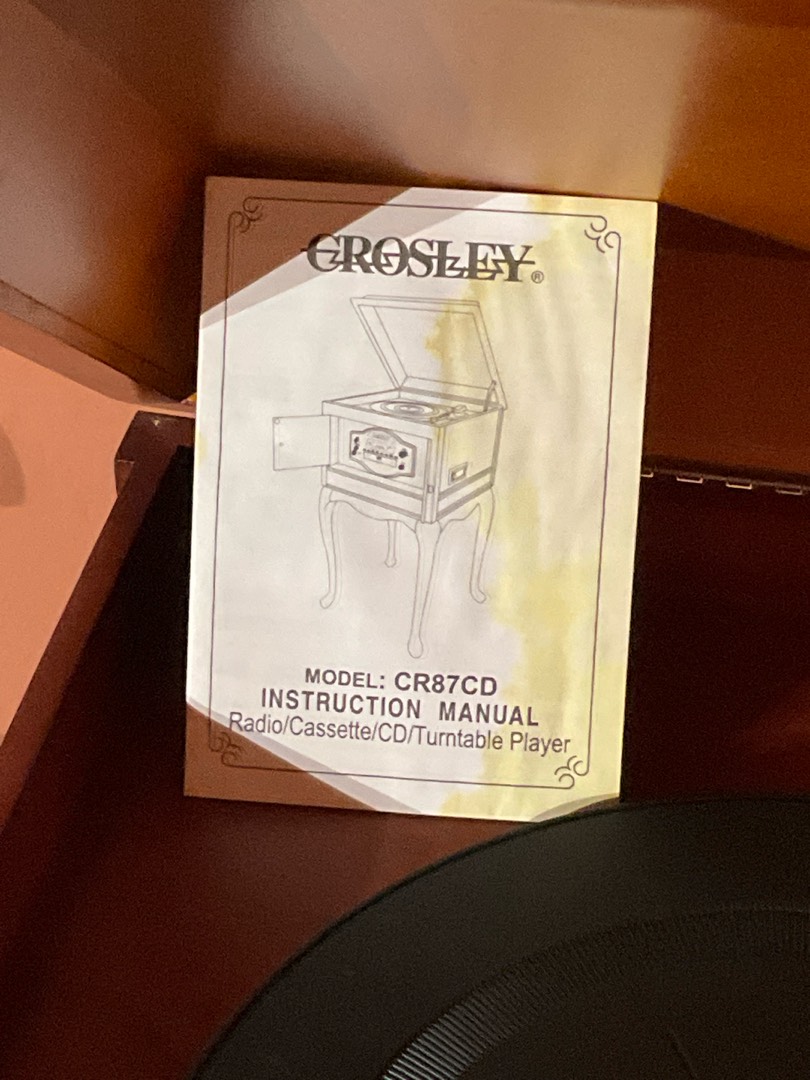 CROSLEY®
MODEL: CR87CD
INSTRUCTION MANUAL
Radio/Cassette/CD/Turntable Player